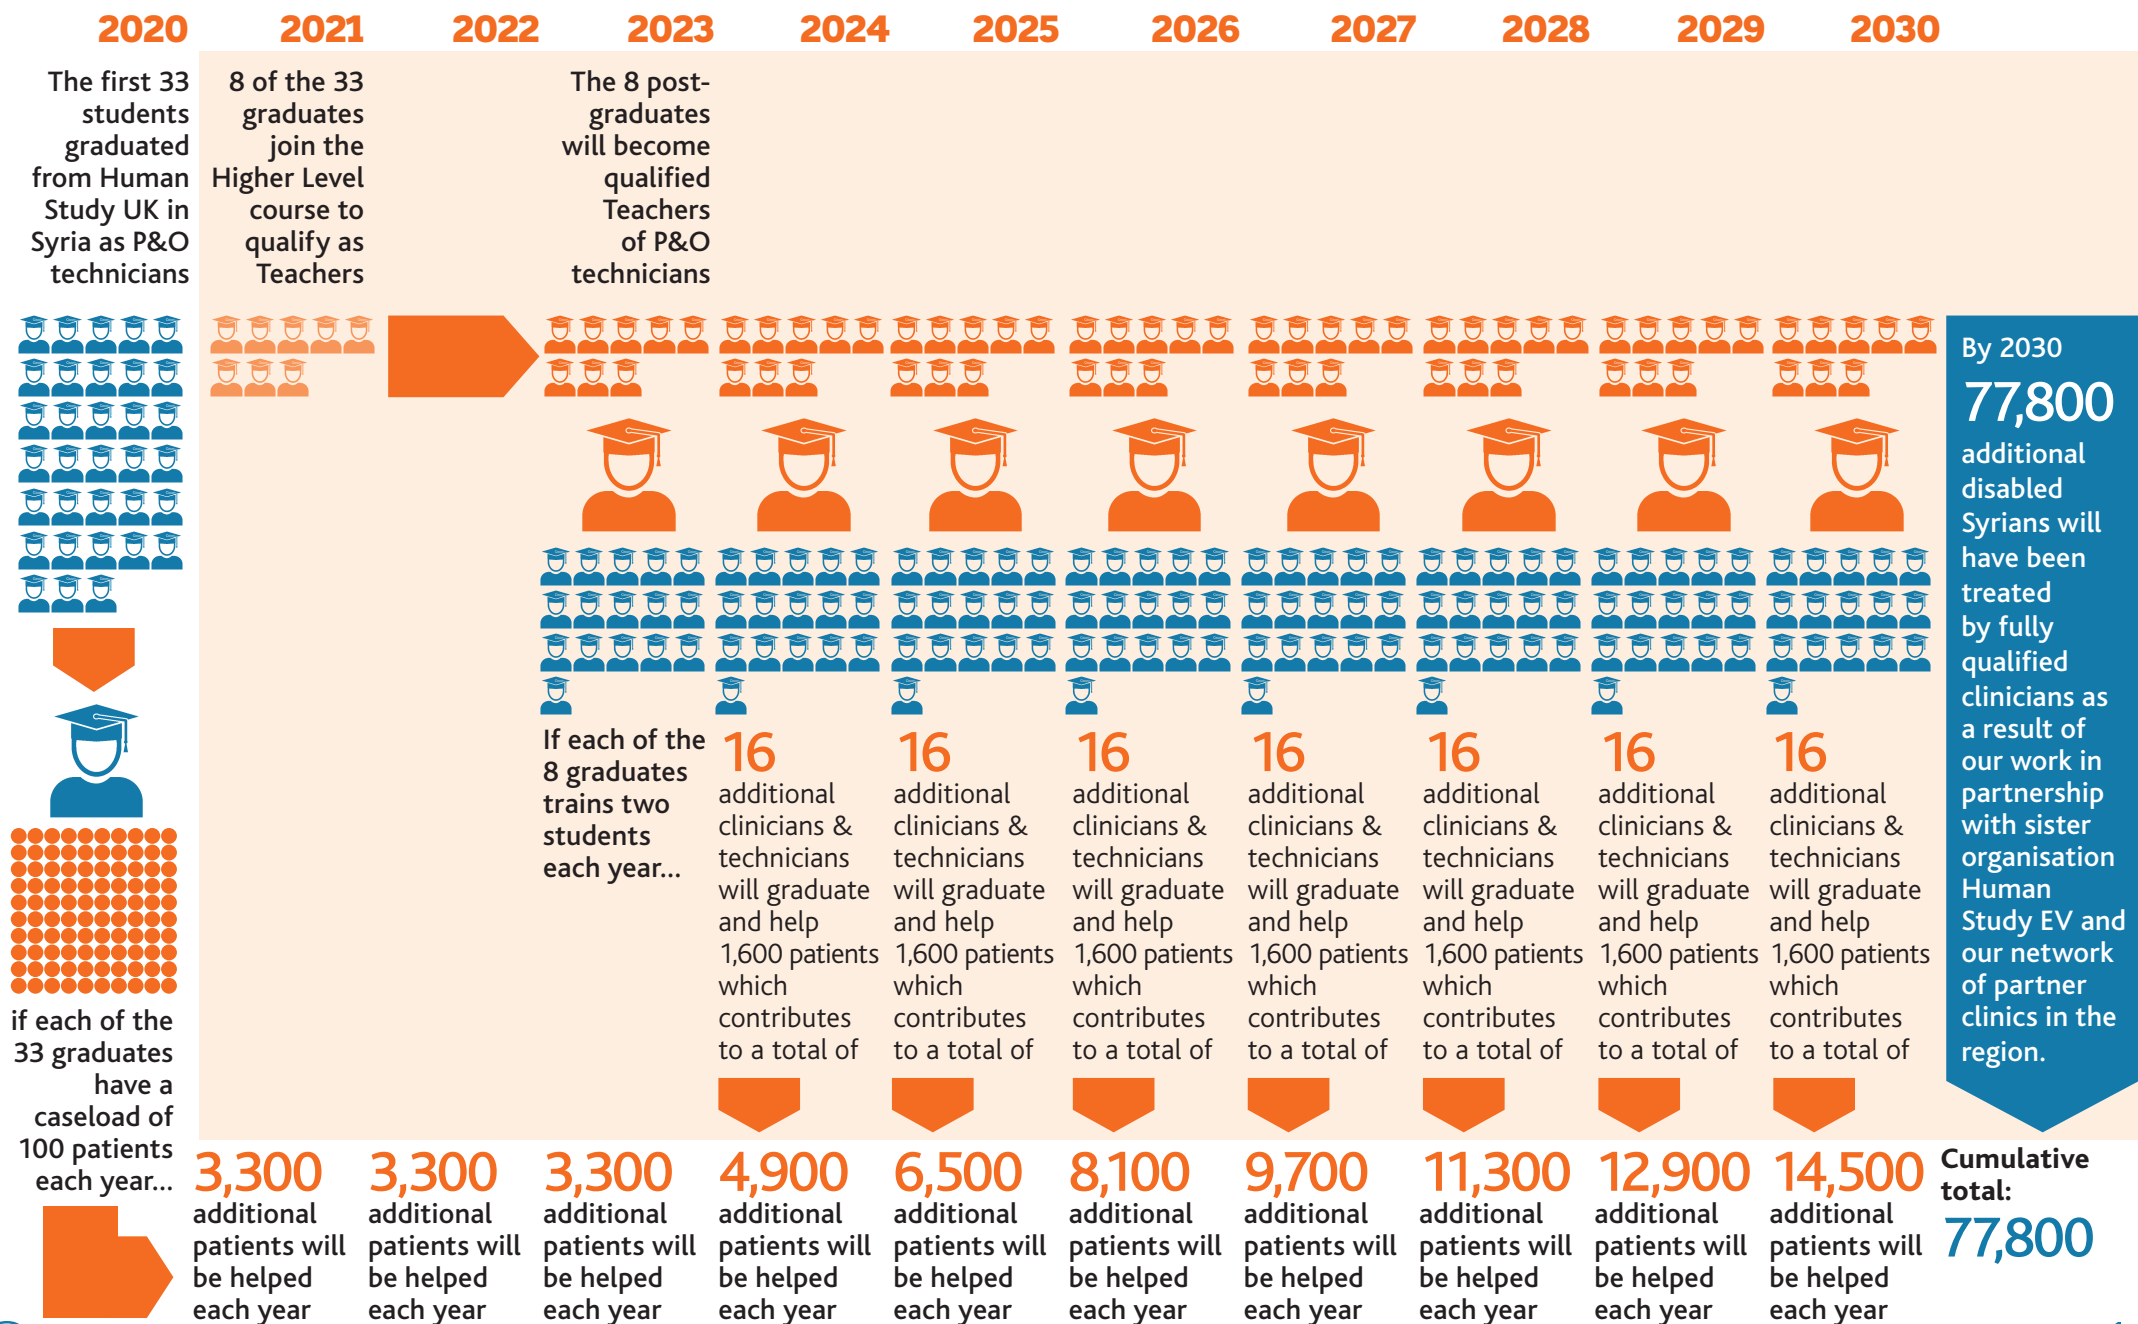 2020 2021 2022 2023 2024 2025 2026 2027 2028 2029 2030
The first 33
students
graduated
from Human
Study UK in
Syria as P&O
technicians
if each of the
33 graduates
have a
caseload of
100 patients
each year...
8 of the 33
graduates
join the
Higher Level
course to
qualify as
Teachers
The 8 post-
graduates
will become
qualified
Teachers
of P&O
technicians
If each of the
8 graduates
trains two
students
each year...
16
additional
clinicians &
technicians
will graduate
and help
1,600 patients
which
contributes
to a total of
16
additional
clinicians &
technicians
will graduate
and help
1,600 patients
which
contributes
to a total of
16
additional
clinicians &
technicians
will graduate
and help
1,600 patients
which
contributes
to a total of
16
additional
clinicians &
technicians
will graduate
and help
1,600 patients
which
contributes
to a total of
16
additional
clinicians &
technicians
will graduate
and help
1,600 patients
which
contributes
to a total of
16
additional
clinicians &
technicians
will graduate
and help
1,600 patients
which
contributes
to a total of
16
additional
clinicians &
technicians
will graduate
and help
1,600 patients
which
contributes
to a total of
3,300
additional
patients will
be helped
each year
3,300
additional
patients will
be helped
each year
3,300
additional
patients will
be helped
each year
4,900
additional
patients will
be helped
each year
6,500
additional
patients will
be helped
each year
8,100
additional
patients will
be helped
each year
9,700
additional
patients will
be helped
each year
11,300
additional
patients will
be helped
each year
12,900
additional
patients will
be helped
each year
14,500
additional
patients will
be helped
each year
By 2030
77,800
additional
disabled
Syrians will
have been
treated
by fully
qualified
clinicians as
a result of
our work in
partnership
with sister
organisation
Human
Study EV and
our network
of partner
clinics in the
region.
Cumulative
total:
77,800